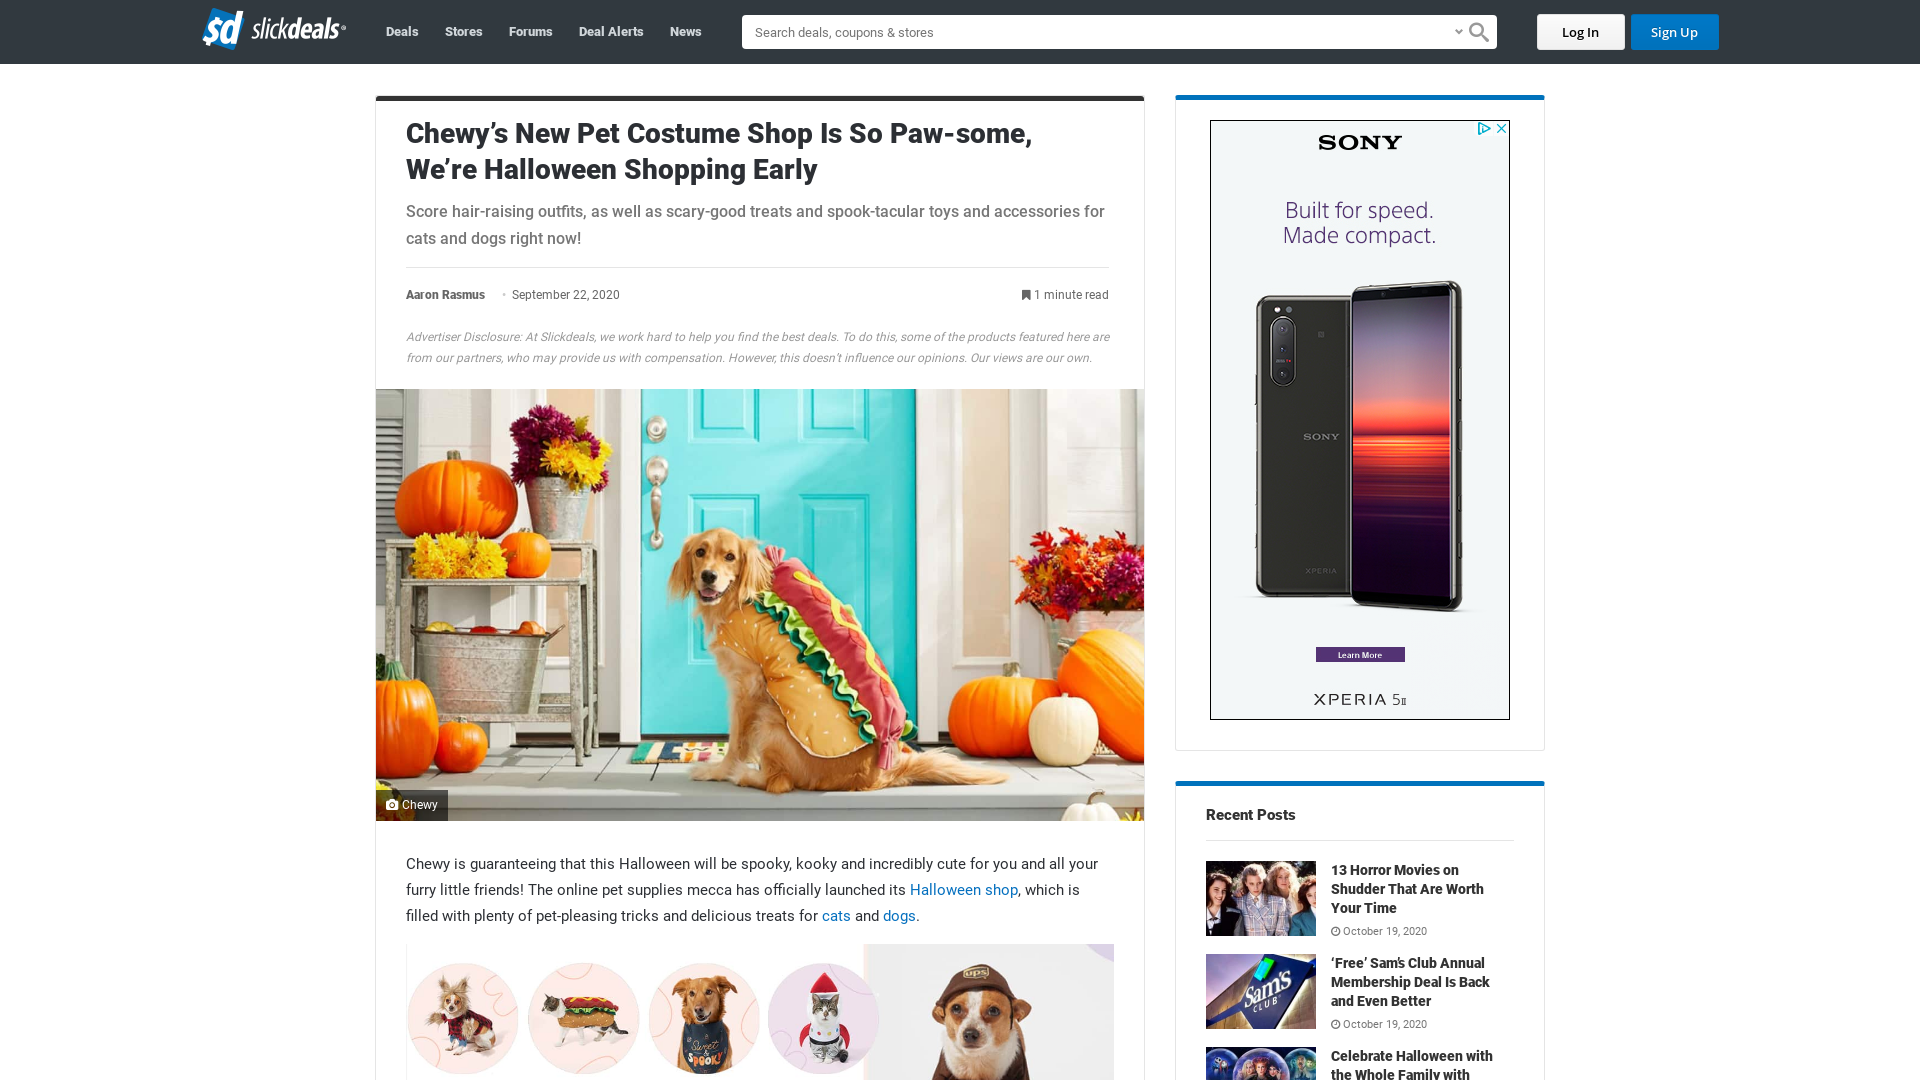 slickdeals
Deals
Stores
Forums
Deal Alerts
News
Search deals, coupons & stores
Log In
Sign Up
Chewy’s New Pet Costume Shop Is So Paw-some,
We’re Halloween Shopping Early
Score hair-raising outfits, as well as scary-good treats and spook-tacular toys and accessories for
cats and dogs right now!
Aaron Rasmus
September 22, 2020
1 minute read
Advertiser Disclosure: At Slickdeals, we work hard to help you find the best deals. To do this, some of the products featured here are
from our partners, who may provide us with compensation. However, this doesn’t influence our opinions. Our views are our own.
Chewy
Chewy is guaranteeing that this Halloween will be spooky, kooky and incredibly cute for you and all your
furry little friends! The online pet supplies mecca has officially launched its Halloween shop, which is
filled with plenty of pet-pleasing tricks and delicious treats for cats and dogs.
Sweet
& SPOOKY
ups
SONY
Built for speed.
Made compact.
SONY
XPERIA
Learn More
XPERIA 5 II
Recent Posts
13 Horror Movies on
Shudder That Are Worth
Your Time
October 19, 2020
Sam's
CLUB
‘Free’ Sam’s Club Annual
Membership Deal Is Back
and Even Better
October 19, 2020
Celebrate Halloween with
the Whole Family with